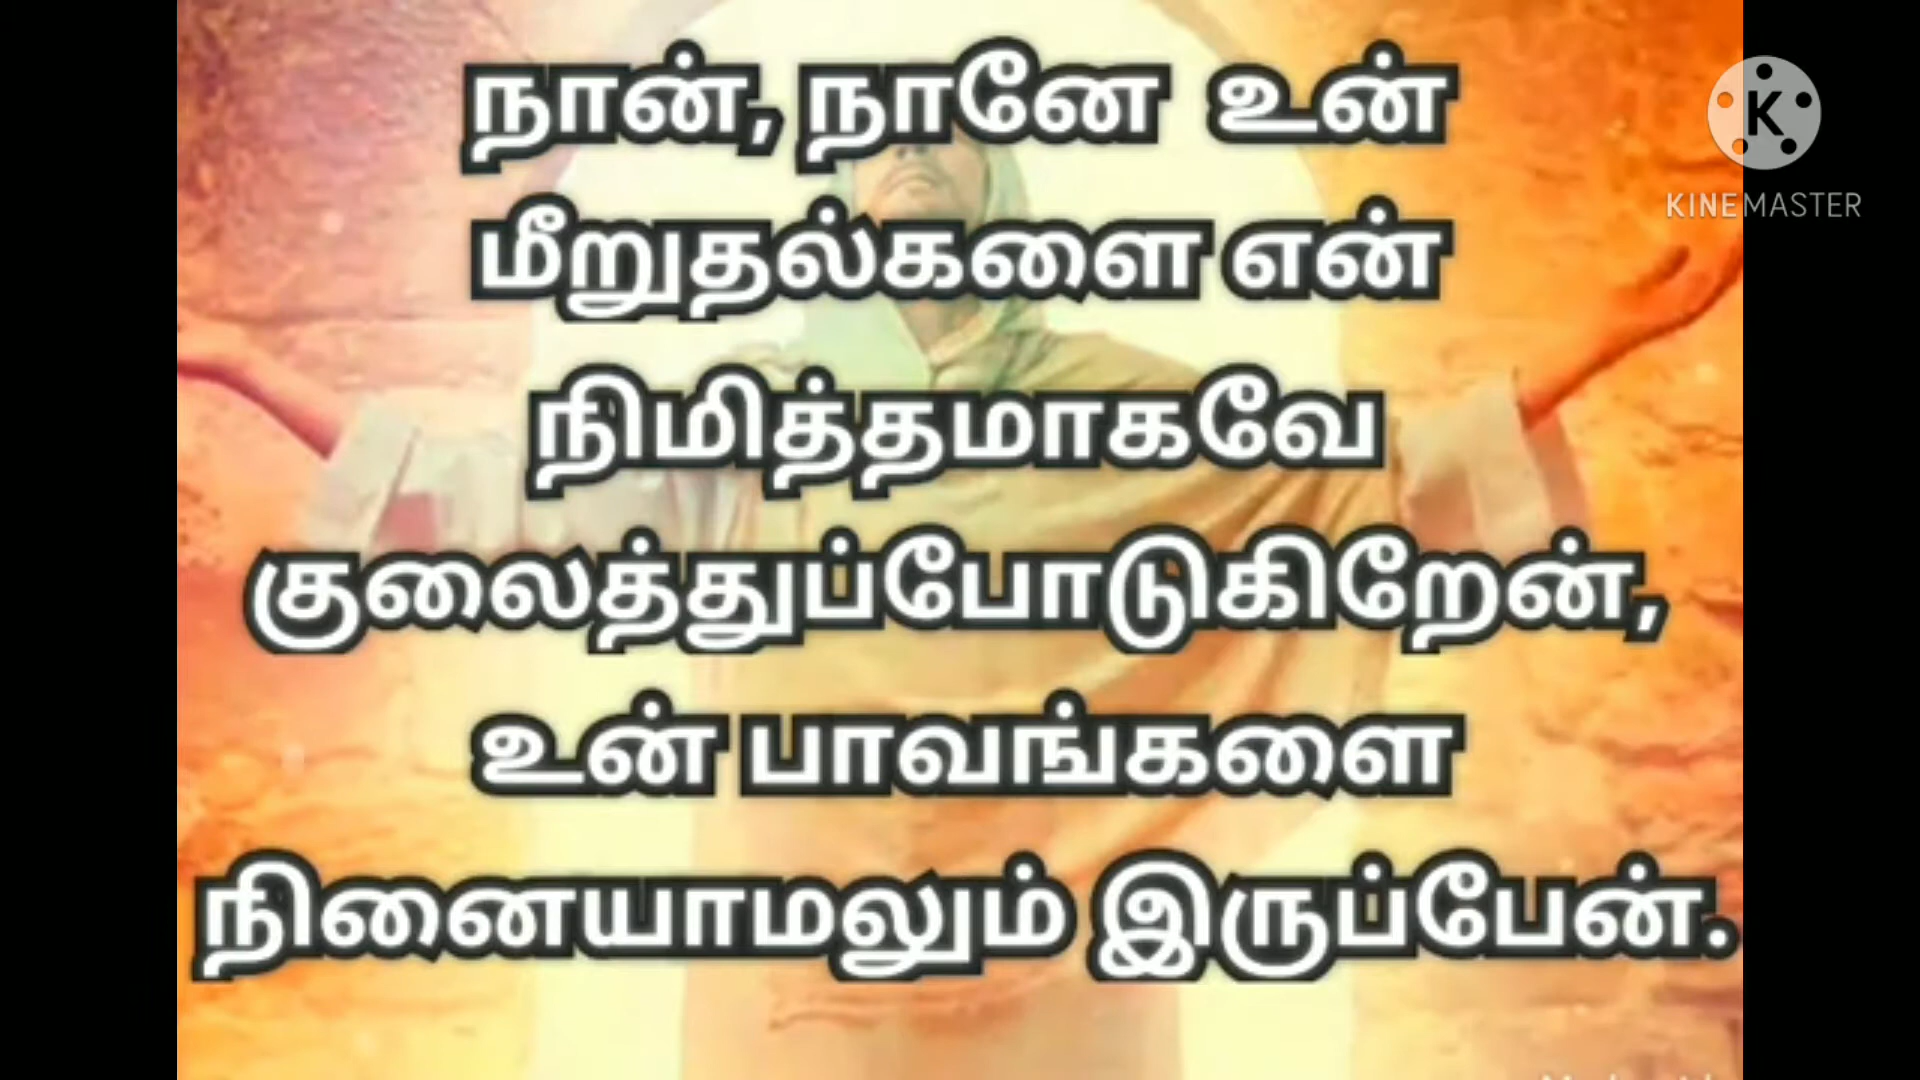 நான், நானே உன்
மீறுதல்களை என்
நிமித்தமாகவே
குலைத்துப்போடுகிறேன்,
உன் பாவங்களை
நினையாமலும் இருப்பேன்.
K
KINEMASTER